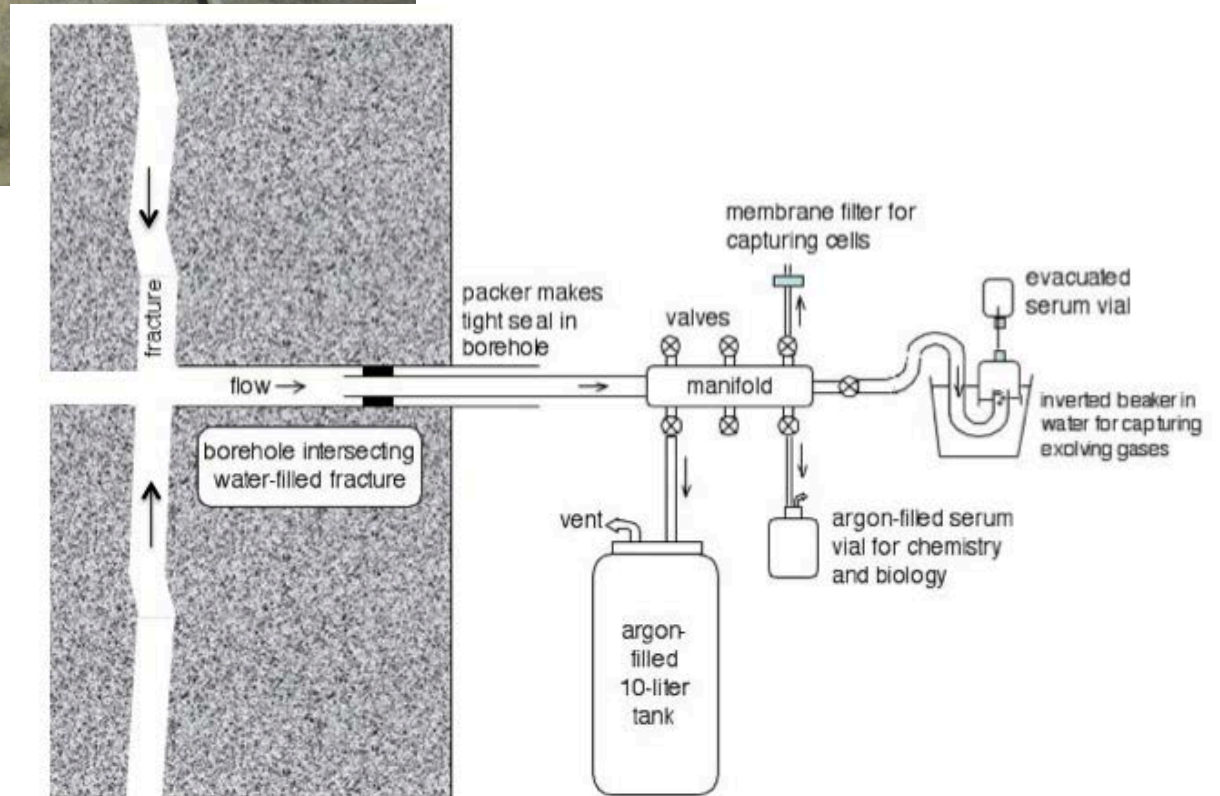 fracture
flow
borehole intersecting
water-filled fracture
packer makes
tight seal in
borehole
valves
manifold
membrane filter for
capturing cells
evacuated
serum vial
inverted beaker in
water for capturing
exolving gases
vent
argon-
filled
10-liter
tank
argon-filled serum
vial for chemistry
and biology